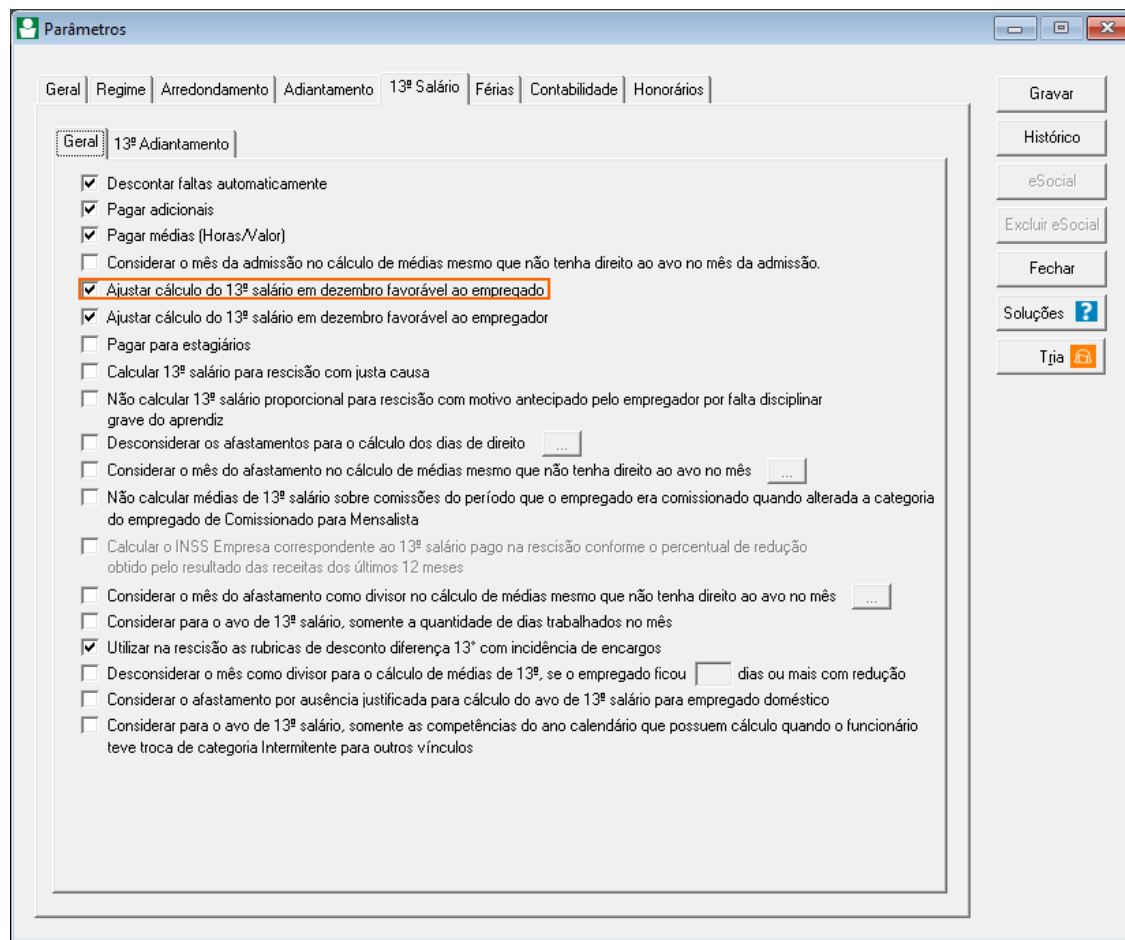 Parâmetros
Geral Regime Arredondamento Adiantamento 13º Salário Férias Contabilidade Honorários
Gravar
Geral 13º Adiantamento
Histórico
Descontar faltas automaticamente
eSocial
Pagar adicionais
Pagar médias (Horas/Valor)
Excluir eSocial
Considerar o mês da admissão no cálculo de médias mesmo que não tenha direito ao avo no mês da admissão.
Fechar
Ajustar cálculo do 13º salário em dezembro favorável ao empregado
Ajustar cálculo do 13º salário em dezembro favorável ao empregador
Soluções ?
Pagar para estagiários
Tria
Calcular 13º salário para rescisão com justa causa
Não calcular 13º salário proporcional para rescisão com motivo antecipado pelo empregador por falta disciplinar
grave do aprendiz
Desconsiderar os afastamentos para o cálculo dos dias de direito ...
Considerar o mês do afastamento no cálculo de médias mesmo que não tenha direito ao avo no mês ...
Não calcular médias de 13º salário sobre comissões do período que o empregado era comissionado quando alterada a categoria
do empregado de Comissionado para Mensalista
Calcular o INSS Empresa correspondente ao 13º salário pago na rescisão conforme o percentual de redução
obtido pelo resultado das receitas dos últimos 12 meses
Considerar o mês do afastamento como divisor no cálculo de médias mesmo que não tenha direito ao avo no mês ...
Considerar para o avo de 13º salário, somente a quantidade de dias trabalhados no mês
Utilizar na rescisão as rubricas de desconto diferença 13° com incidência de encargos
Desconsiderar o mês como divisor para o cálculo de médias de 13º, se o empregado ficou dias ou mais com redução
Considerar o afastamento por ausência justificada para cálculo do avo de 13º salário para empregado doméstico
Considerar para o avo de 13º salário, somente as competências do ano calendário que possuem cálculo quando o funcionário
teve troca de categoria Intermitente para outros vínculos